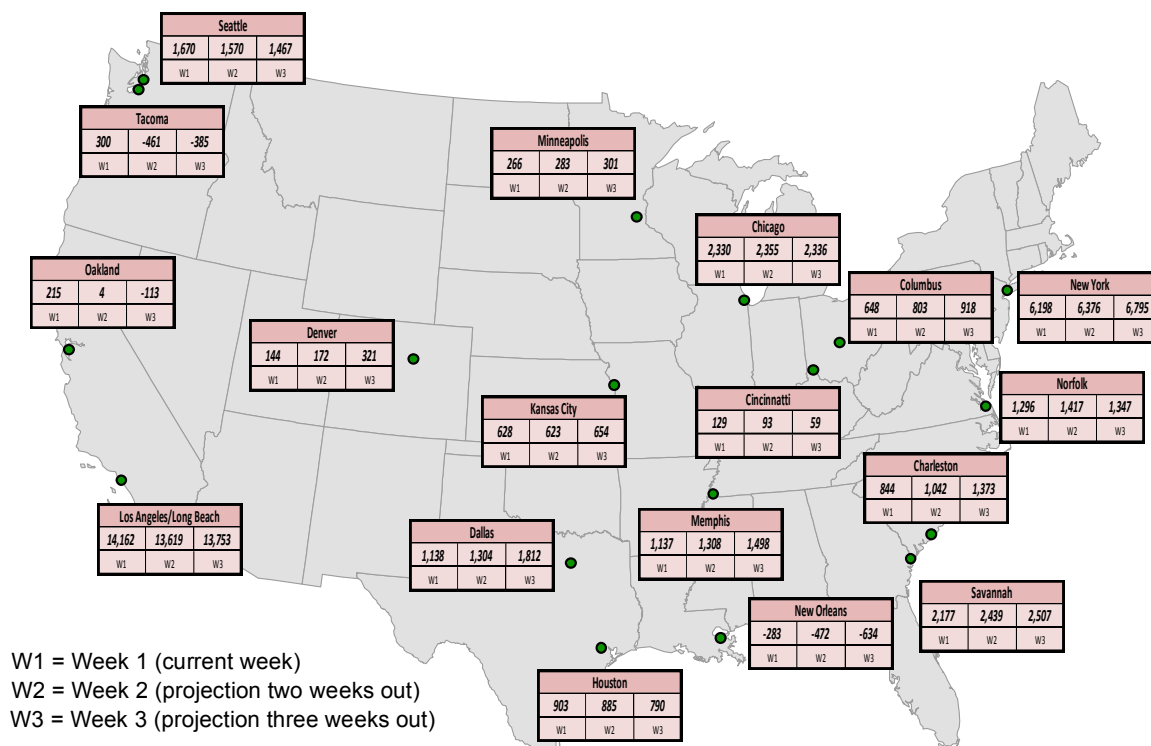 Seattle
1,670 1,570 1,467
W1 W2 W3
Tacoma
300 -461 -385
W1 W2 W3
Minneapolis
266 283 301
W1 W2 W3
Chicago
2,330 2,355 2,336
W1 W2 W3
Oakland
215 4 -113
W1 W2 W3
Columbus
648 803 918
W1 W2 W3
New York
6,198 6,376 6,795
W1 W2 W3
Denver
144 172 321
W1 W2 W3
Kansas City
628 623 654
W1 W2 W3
Cincinnatti
129 93 59
W1 W2 W3
Norfolk
1,296 1,417 1,347
W1 W2 W3
Charleston
844 1,042 1,373
W1 W2 W3
Los Angeles/Long Beach
14,162 13,619 13,753
W1 W2 W3
Dallas
1,138 1,304 1,812
W1 W2 W3
Memphis
1,137 1,308 1,498
W1 W2 W3
Savannah
2,177 2,439 2,507
W1 W2 W3
New Orleans
-283 -472 -634
W1 W2 W3
Houston
903 885 790
W1 W2 W3
W1 = Week 1 (current week)
W2 = Week 2 (projection two weeks out)
W3 = Week 3 (projection three weeks out)